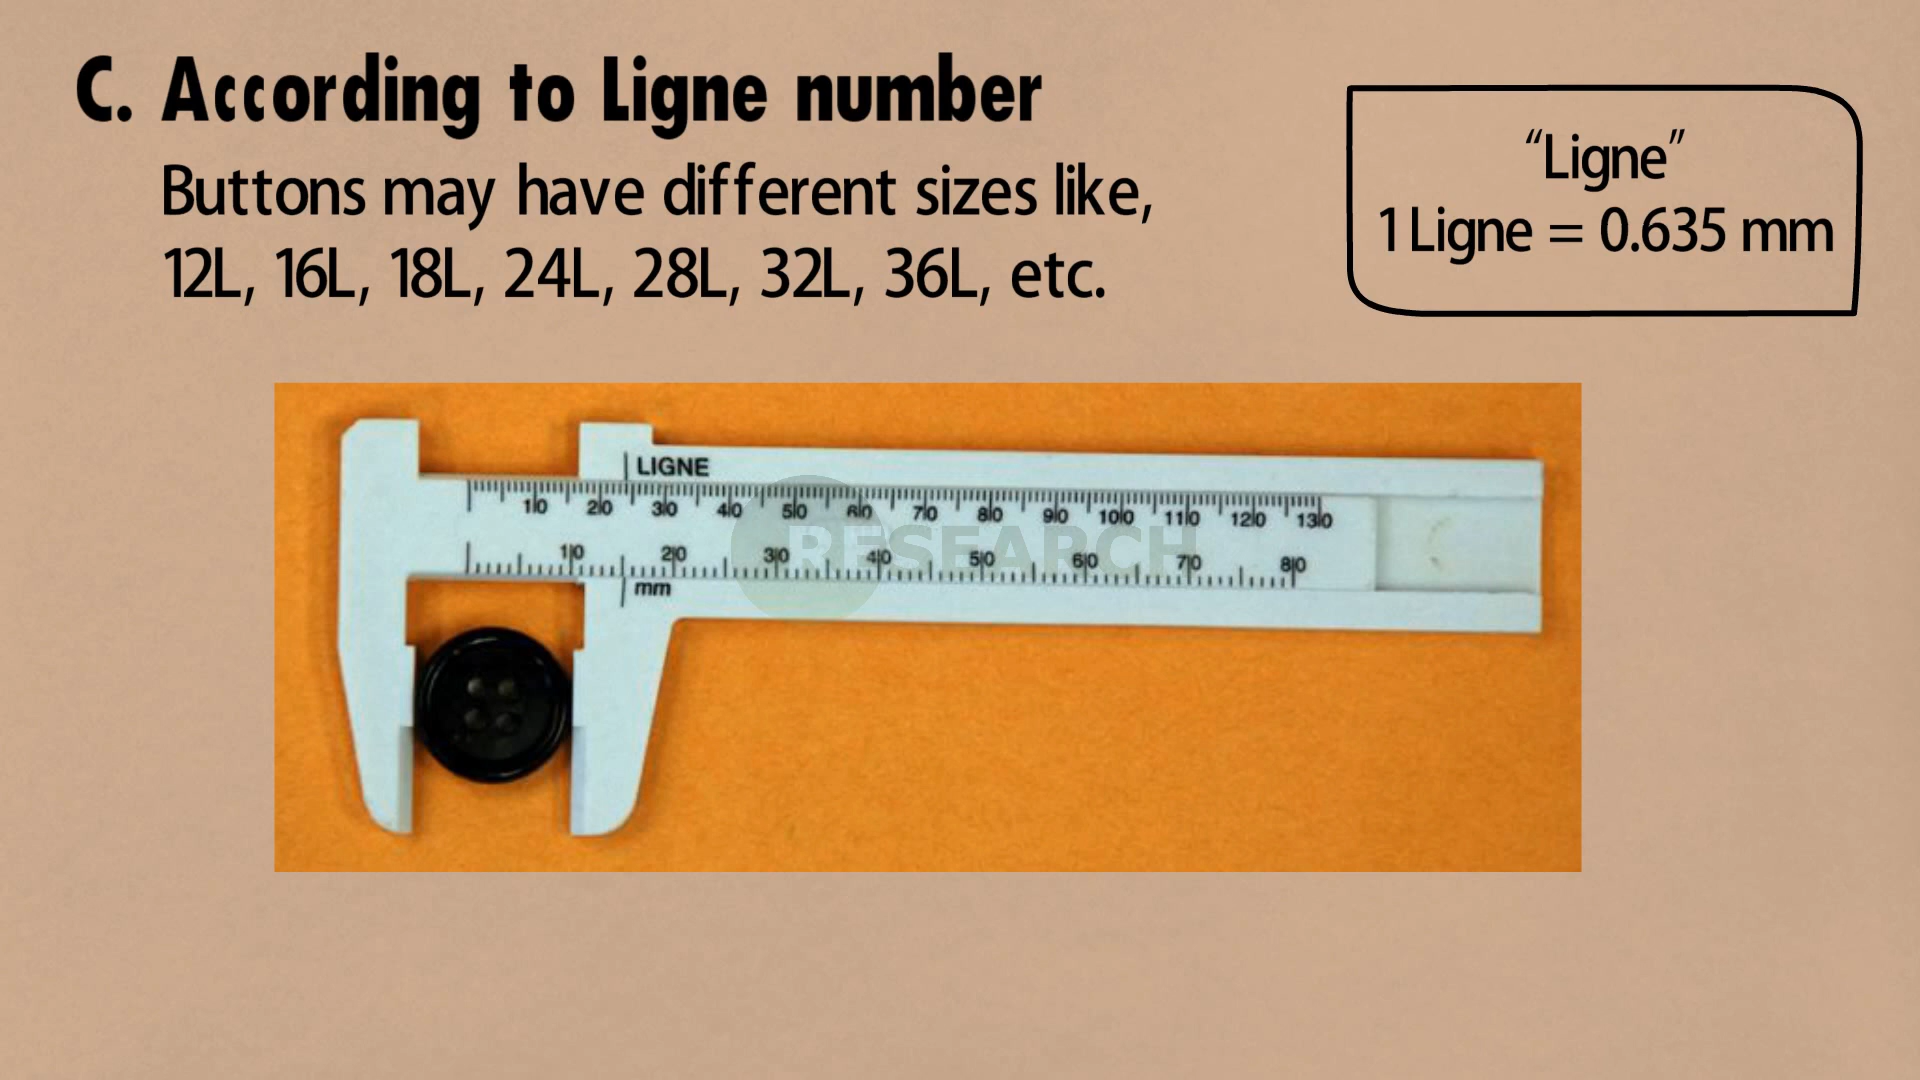 C. According to Ligne number
Buttons may have different sizes like,
12L, 16L, 18L, 24L, 28L, 32L, 36L, etc.
“Ligne”
1 Ligne = 0.635 mm
LIGNE
10 20 30 40 50 60 70 80 90 100 110 120 130
RESEARCH
10 20 30 40 50 60 70 80
mm